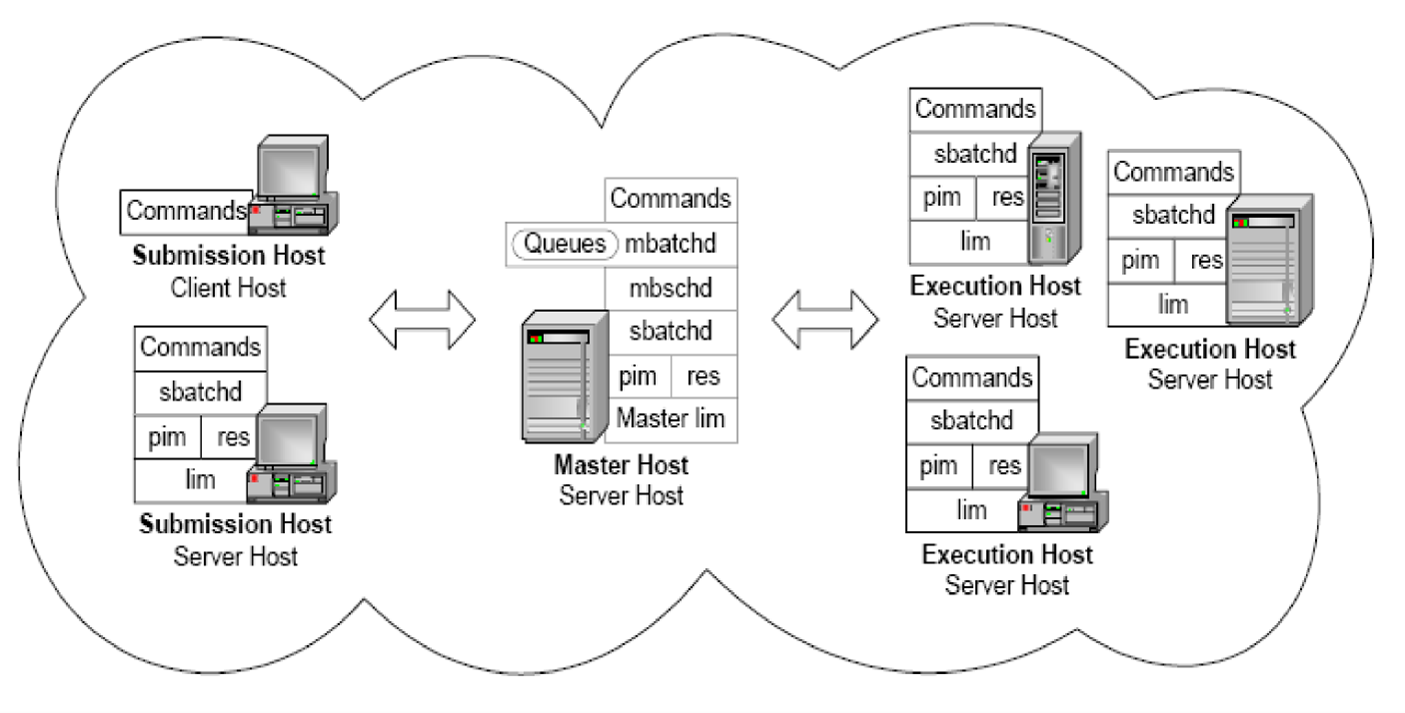 Commands
Submission Host
Client Host
Commands
sbatchd
pim res
lim
Submission Host
Server Host
Commands
Queues mbatchd
mbschd
sbatchd
pim res
Master lim
Master Host
Server Host
Commands
sbatchd
pim res
lim
Execution Host
Server Host
Commands
sbatchd
pim res
lim
Execution Host
Server Host
Commands
sbatchd
pim res
lim
Execution Host
Server Host